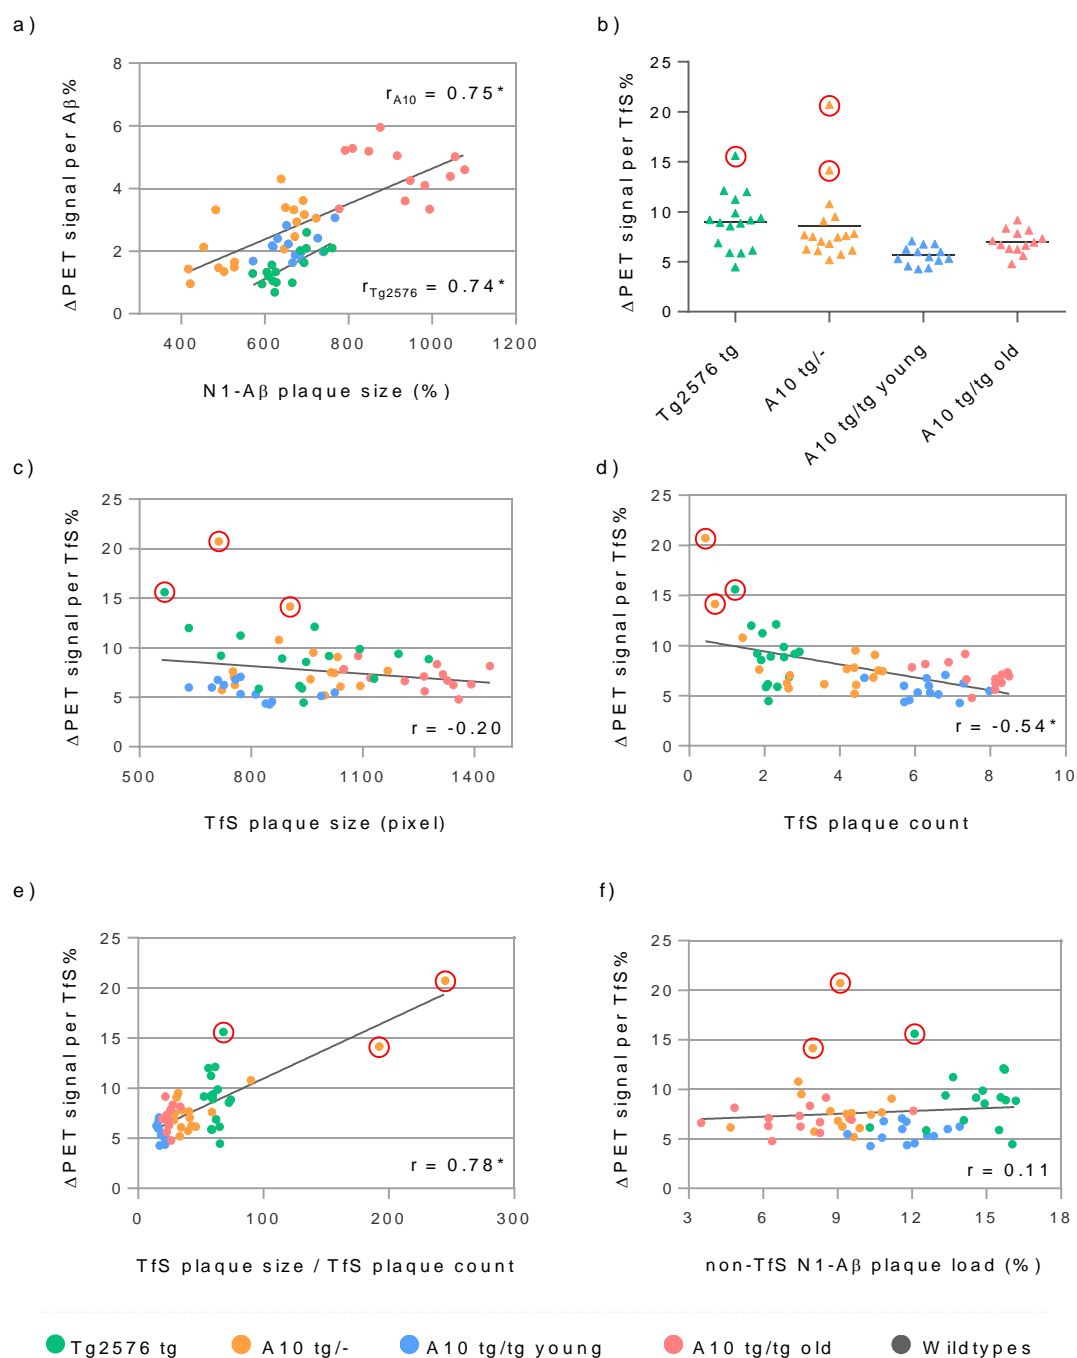 a)
b)
ΔPET signal per Aβ%
8
6
4
2
0
r A10 = 0.75*
r Tg2576 = 0.74*
400 600 800 1000 1200
N1-Aβ plaque size (%)
ΔPET signal per TfS%
25
20
15
10
5
0
Tg2576 tg
A10 tg/-
A10 tg/tg young
A10 tg/tg old
c)
d)
ΔPET signal per TfS%
25
20
15
10
5
0
r = -0.20
500 800 1100 1400
TfS plaque size (pixel)
ΔPET signal per TfS%
25
20
15
10
5
0
r = -0.54*
0 2 4 6 8 10
TfS plaque count
e)
f)
ΔPET signal per TfS%
25
20
15
10
5
0
r = 0.78*
0 100 200 300
TfS plaque size / TfS plaque count
ΔPET signal per TfS%
25
20
15
10
5
0
r = 0.11
3 6 9 12 15 18
non-TfS N1-Aβ plaque load (%)
Tg2576 tg A10 tg/- A10 tg/tg young A10 tg/tg old Wildtypes